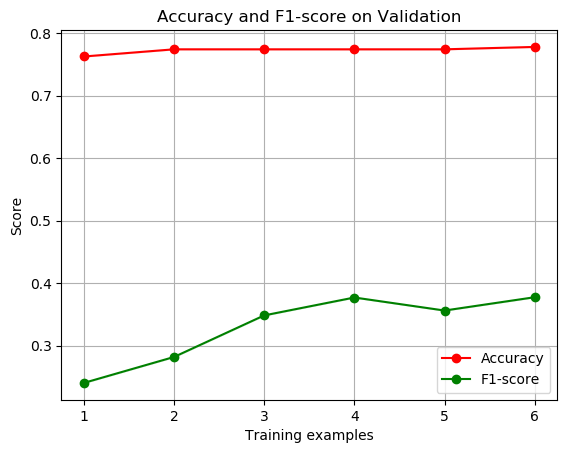 Accuracy and F1-score on Validation
0.8
0.7
0.6
0.5
0.4
0.3
Score
Accuracy
F1-score
1 2 3 4 5 6
Training examples